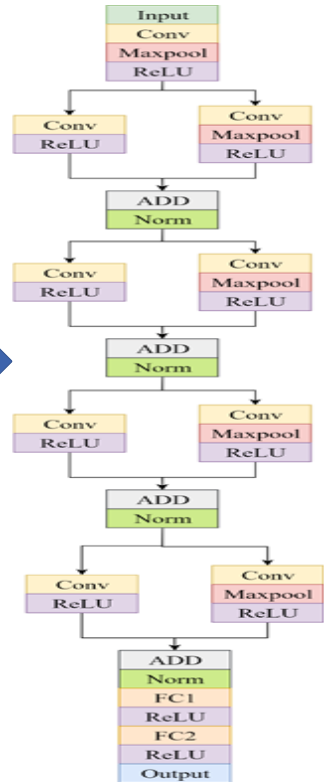 Input
Conv
Maxpool
ReLU
Conv
ReLU
Conv
Maxpool
ReLU
ADD
Norm
Conv
ReLU
Conv
Maxpool
ReLU
ADD
Norm
Conv
ReLU
Conv
Maxpool
ReLU
ADD
Norm
Conv
ReLU
Conv
Maxpool
ReLU
ADD
Norm
FC1
ReLU
FC2
ReLU
Output